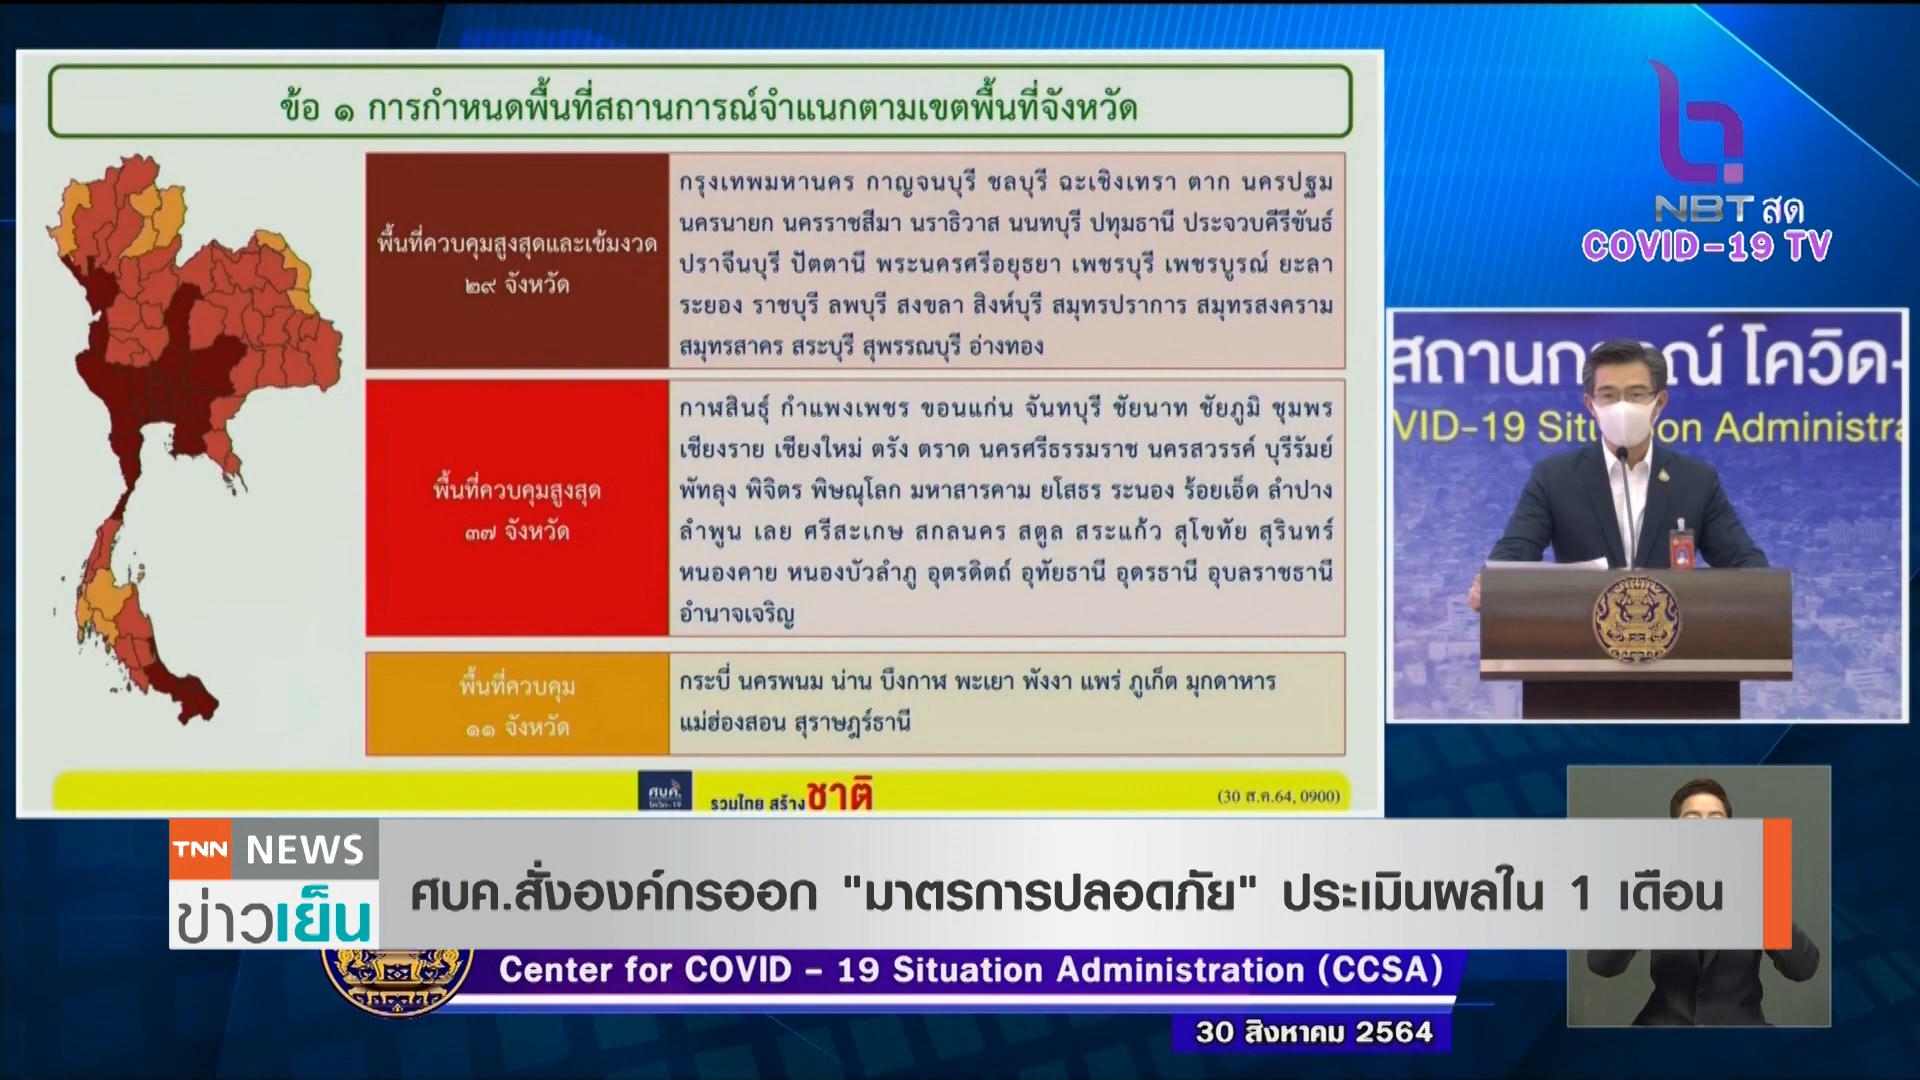 ข้อ ๑ การกำหนดพื้นที่สถานการณ์จำแนกตามเขตพื้นที่จังหวัด
พื้นที่ควบคุมสูงสุดและเข้มงวด
๒๙ จังหวัด
กรุงเทพมหานคร กาญจนบุรี ชลบุรี ฉะเชิงเทรา ตาก นครปฐม
นครนายก นครราชสีมา นราธิวาส นนทบุรี ปทุมธานี ประจวบคีรีขันธ์
ปราจีนบุรี ปัตตานี พระนครศรีอยุธยา เพชรบุรี เพชรบูรณ์ ยะลา
ระยอง ราชบุรี ลพบุรี สงขลา สิงห์บุรี สมุทรปราการ สมุทรสงคราม
สมุทรสาคร สระบุรี สุพรรณบุรี อ่างทอง
พื้นที่ควบคุมสูงสุด
๓๗ จังหวัด
กาฬสินธุ์ กำแพงเพชร ขอนแก่น จันทบุรี ชัยนาท ชัยภูมิ ชุมพร
เชียงราย เชียงใหม่ ตรัง ตราด นครศรีธรรมราช นครสวรรค์ บุรีรัมย์
พัทลุง พิจิตร พิษณุโลก มหาสารคาม ยโสธร ระนอง ร้อยเอ็ด ลำปาง
ลำพูน เลย ศรีสะเกษ สกลนคร สตูล สระแก้ว สุโขทัย สุรินทร์
หนองคาย หนองบัวลำภู อุตรดิตถ์ อุทัยธานี อุดรธานี อุบลราชธานี
อำนาจเจริญ
พื้นที่ควบคุม
๑๑ จังหวัด
กระบี่ นครพนม น่าน บึงกาฬ พะเยา พังงา แพร่ ภูเก็ต มุกดาหาร
แม่ฮ่องสอน สุราษฎร์ธานี
ศบค.
โควิด-19
รวมไทย สร้างชาติ
(30 ส.ค.64, 0900)
NBT สด
COVID-19 TV
สถานการณ์ โควิด-
VID-19 Situation Administra
TNN NEWS
ข่าวเย็น
ศบค.สั่งองค์กรออก "มาตรการปลอดภัย" ประเมินผลใน 1 เดือน
Center for COVID - 19 Situation Administration (CCSA)
30 สิงหาคม 2564